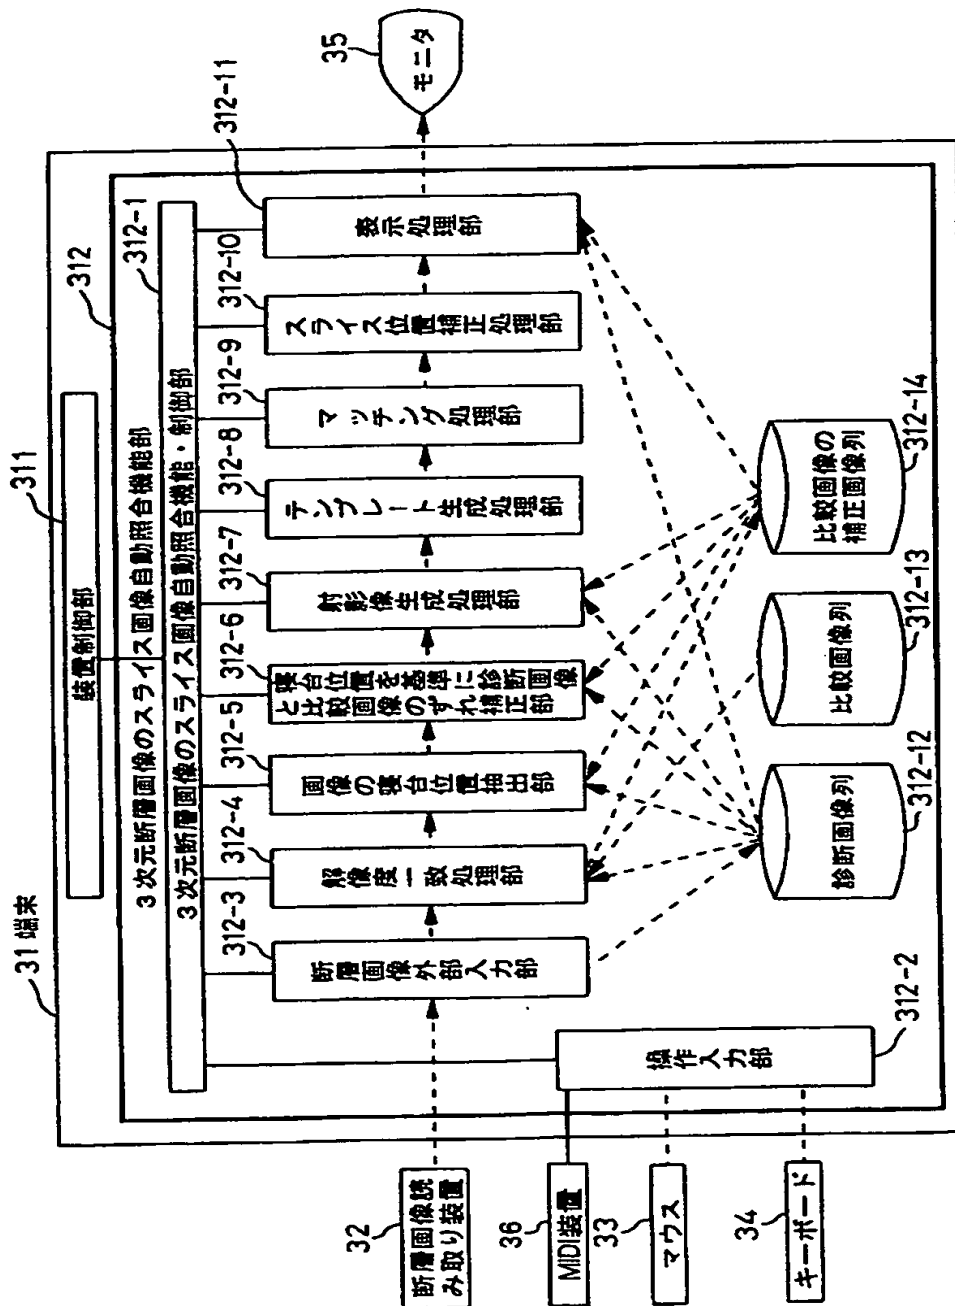 31 端末
311
装置制御部
312
3次元断層画像のスライス画像自動照合機能部
312-1
3次元断層画像のスライス画像自動照合機能・制御部
312-3
断層画像外部入力部
312-4
解像度一致処理部
312-5
画像の寝台位置抽出部
312-6
寝台位置を基準に診断画像
と比較画像のずれ補正部
312-7
射影像生成処理部
312-8
テンプレート生成処理部
312-9
マッチング処理部
312-10
スライス位置補正処理部
312-11
表示処理部
35
モニタ
32
断層画像読
み取り装置
36
MIDI装置
33
マウス
34
キーボード
操作入力部
312-2
診断画像列
312-12
比較画像列
312-13
比較画像の
補正画像列
312-14